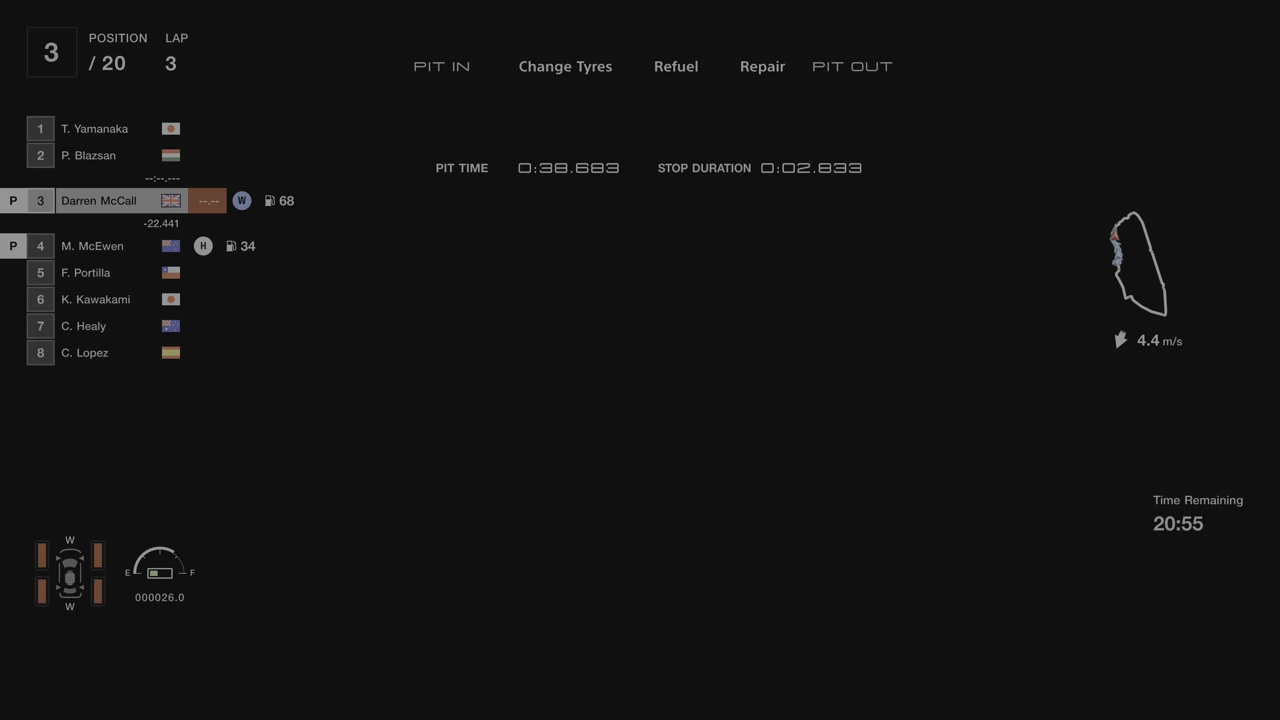 3
POSITION LAP
/ 20 3
PIT IN Change Tyres Refuel Repair PIT OUT
1 T. Yamanaka
2 P. Blazsan
--:--.---
P 3 Darren McCall --.-- W 68
-22.441
P 4 M. McEwen H 34
5 F. Portilla
6 K. Kawakami
7 C. Healy
8 C. Lopez
PIT TIME 0:38.683 STOP DURATION 0:02.833
4.4 m/s
Time Remaining
20:55
W
E F
000026.0
W